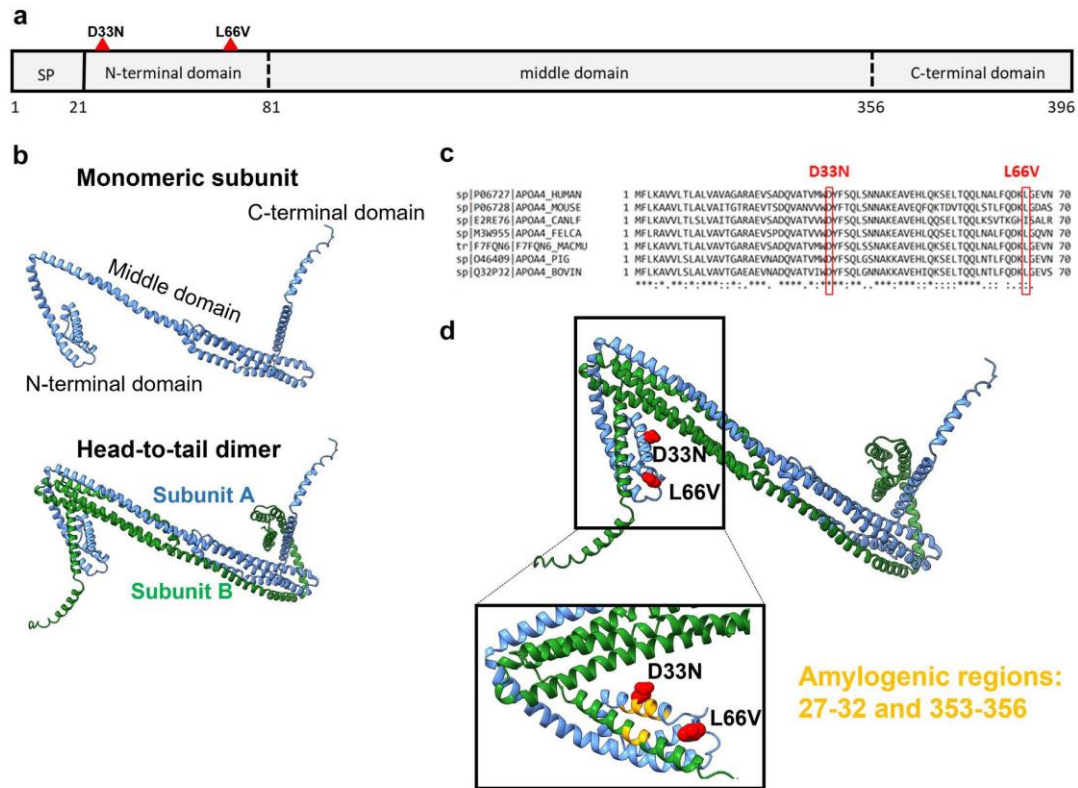 a
D33N
L66V
SP
N-terminal domain
middle domain
C-terminal domain
1
21
81
356
396
b
Monomeric subunit
C-terminal domain
Middle domain
N-terminal domain
Head-to-tail dimer
Subunit A
Subunit B
c
D33N
L66V
sp|P06727|APOA4_HUMAN 1 MFLKAVVLTLALVAVAGARAEVSADQVATVMWDYFSQLSNNAKEAVEHLQKSELTQQLNALFQDKLGEVN 70
sp|P06728|APOA4_MOUSE 1 MFLKAAVLTLALVAITGTRAEVTSDQVANVVWDYFTQLSNNAKEAVEQFQKTDVTQQLSTLFQDKLGDAS 70
sp|E2RE76|APOA4_CANLF 1 MFLKAVVLTLSLVAITGARAEVSADQVATVVWDYFSQLSNNAKEAVEHLQQSELTQQLKSVTKGHISALR 70
sp|M3W955|APOA4_FELCA 1 MFLRAVVLTLALVAVTGARAEVSPDQVATVVWDYFSQLSNNAKEAVEHLQKSELTQQLNALFQDKLGQVN 70
tr|F7FQN6|F7FQN6_MACMU 1 MFLKAVVLTLALVAVTGARAEVSADQVATVMWDYFSQLSSNAKEAVEHLQKSELTQQLNALFQDKLGEVN 70
sp|O46409|APOA4_PIG 1 MFLKAVVLSLALVAVTGARAEVNADQVATVMWDYFSQLGSNAKKAVEHLQKSELTQQLNTLFQDKLGEVN 70
sp|Q32PJ2|APOA4_BOVIN 1 MFLKAVVLSLALVAVTGAEAEVNADQVATVIWDYFSQLGNNAKKAVEHIQKSELTQQLNTLFQDKLGEVS 70
d
D33N
L66V
D33N
L66V
Amylogenic regions:
27-32 and 353-356